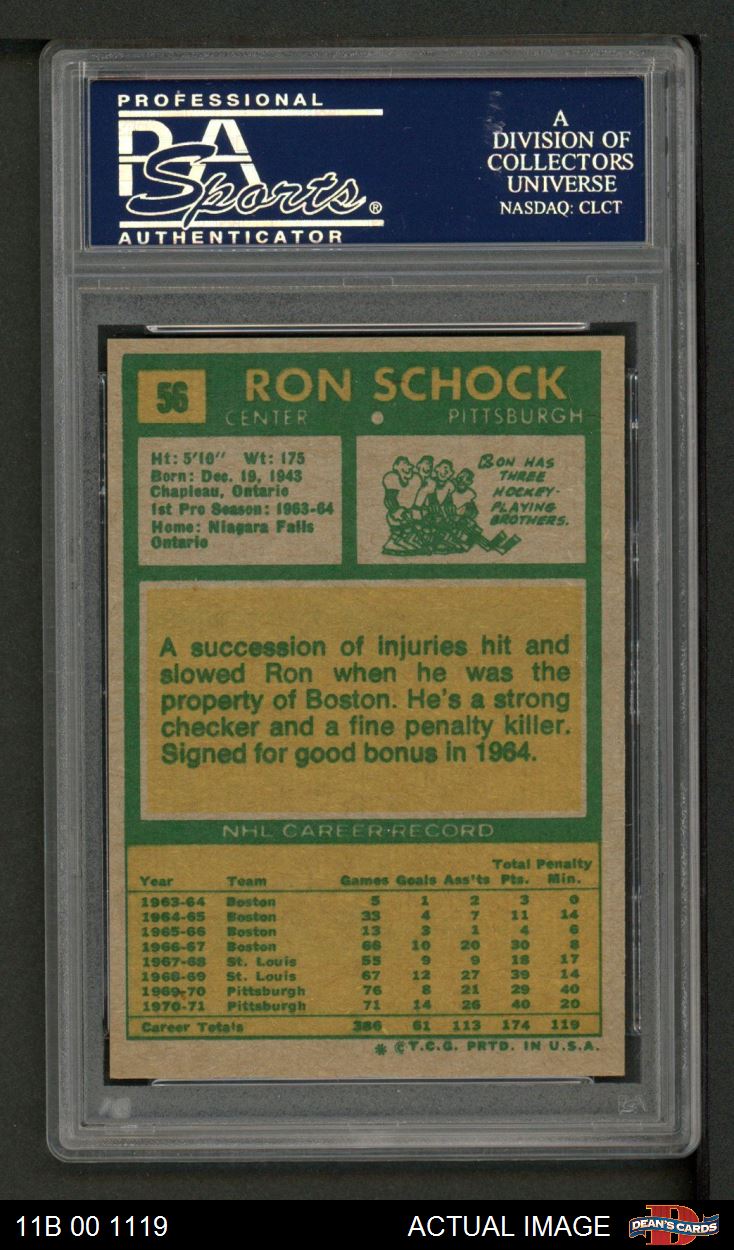 PROFESSIONAL
PSA
Sports®
AUTHENTICATOR
A
DIVISION OF
COLLECTORS
UNIVERSE
NASDAQ: CLCT
56 RON SCHOCK
CENTER • PITTSBURGH
Ht: 5'10" Wt: 175
Born: Dec. 19, 1943
Chapleau, Ontario
1st Pro Season: 1963-64
Home: Niagara Falls
Ontario
RON HAS
THREE
HOCKEY-
PLAYING
BROTHERS.
A succession of injuries hit and
slowed Ron when he was the
property of Boston. He's a strong
checker and a fine penalty killer.
Signed for good bonus in 1964.
NHL CAREER RECORD
Total Penalty
Year Team Games Goals Ass'ts Pts. Min.
1963-64 Boston 5 1 2 3 0
1964-65 Boston 33 4 7 11 14
1965-66 Boston 13 3 1 4 6
1966-67 Boston 66 10 20 30 8
1967-68 St. Louis 55 9 9 18 17
1968-69 St. Louis 67 12 27 39 14
1969-70 Pittsburgh 76 8 21 29 40
1970-71 Pittsburgh 71 14 26 40 20
Career Totals 386 61 113 174 119
* © T.C.G. PRTD. IN U.S.A.
11B 00 1119
ACTUAL IMAGE
DEAN'S CARDS